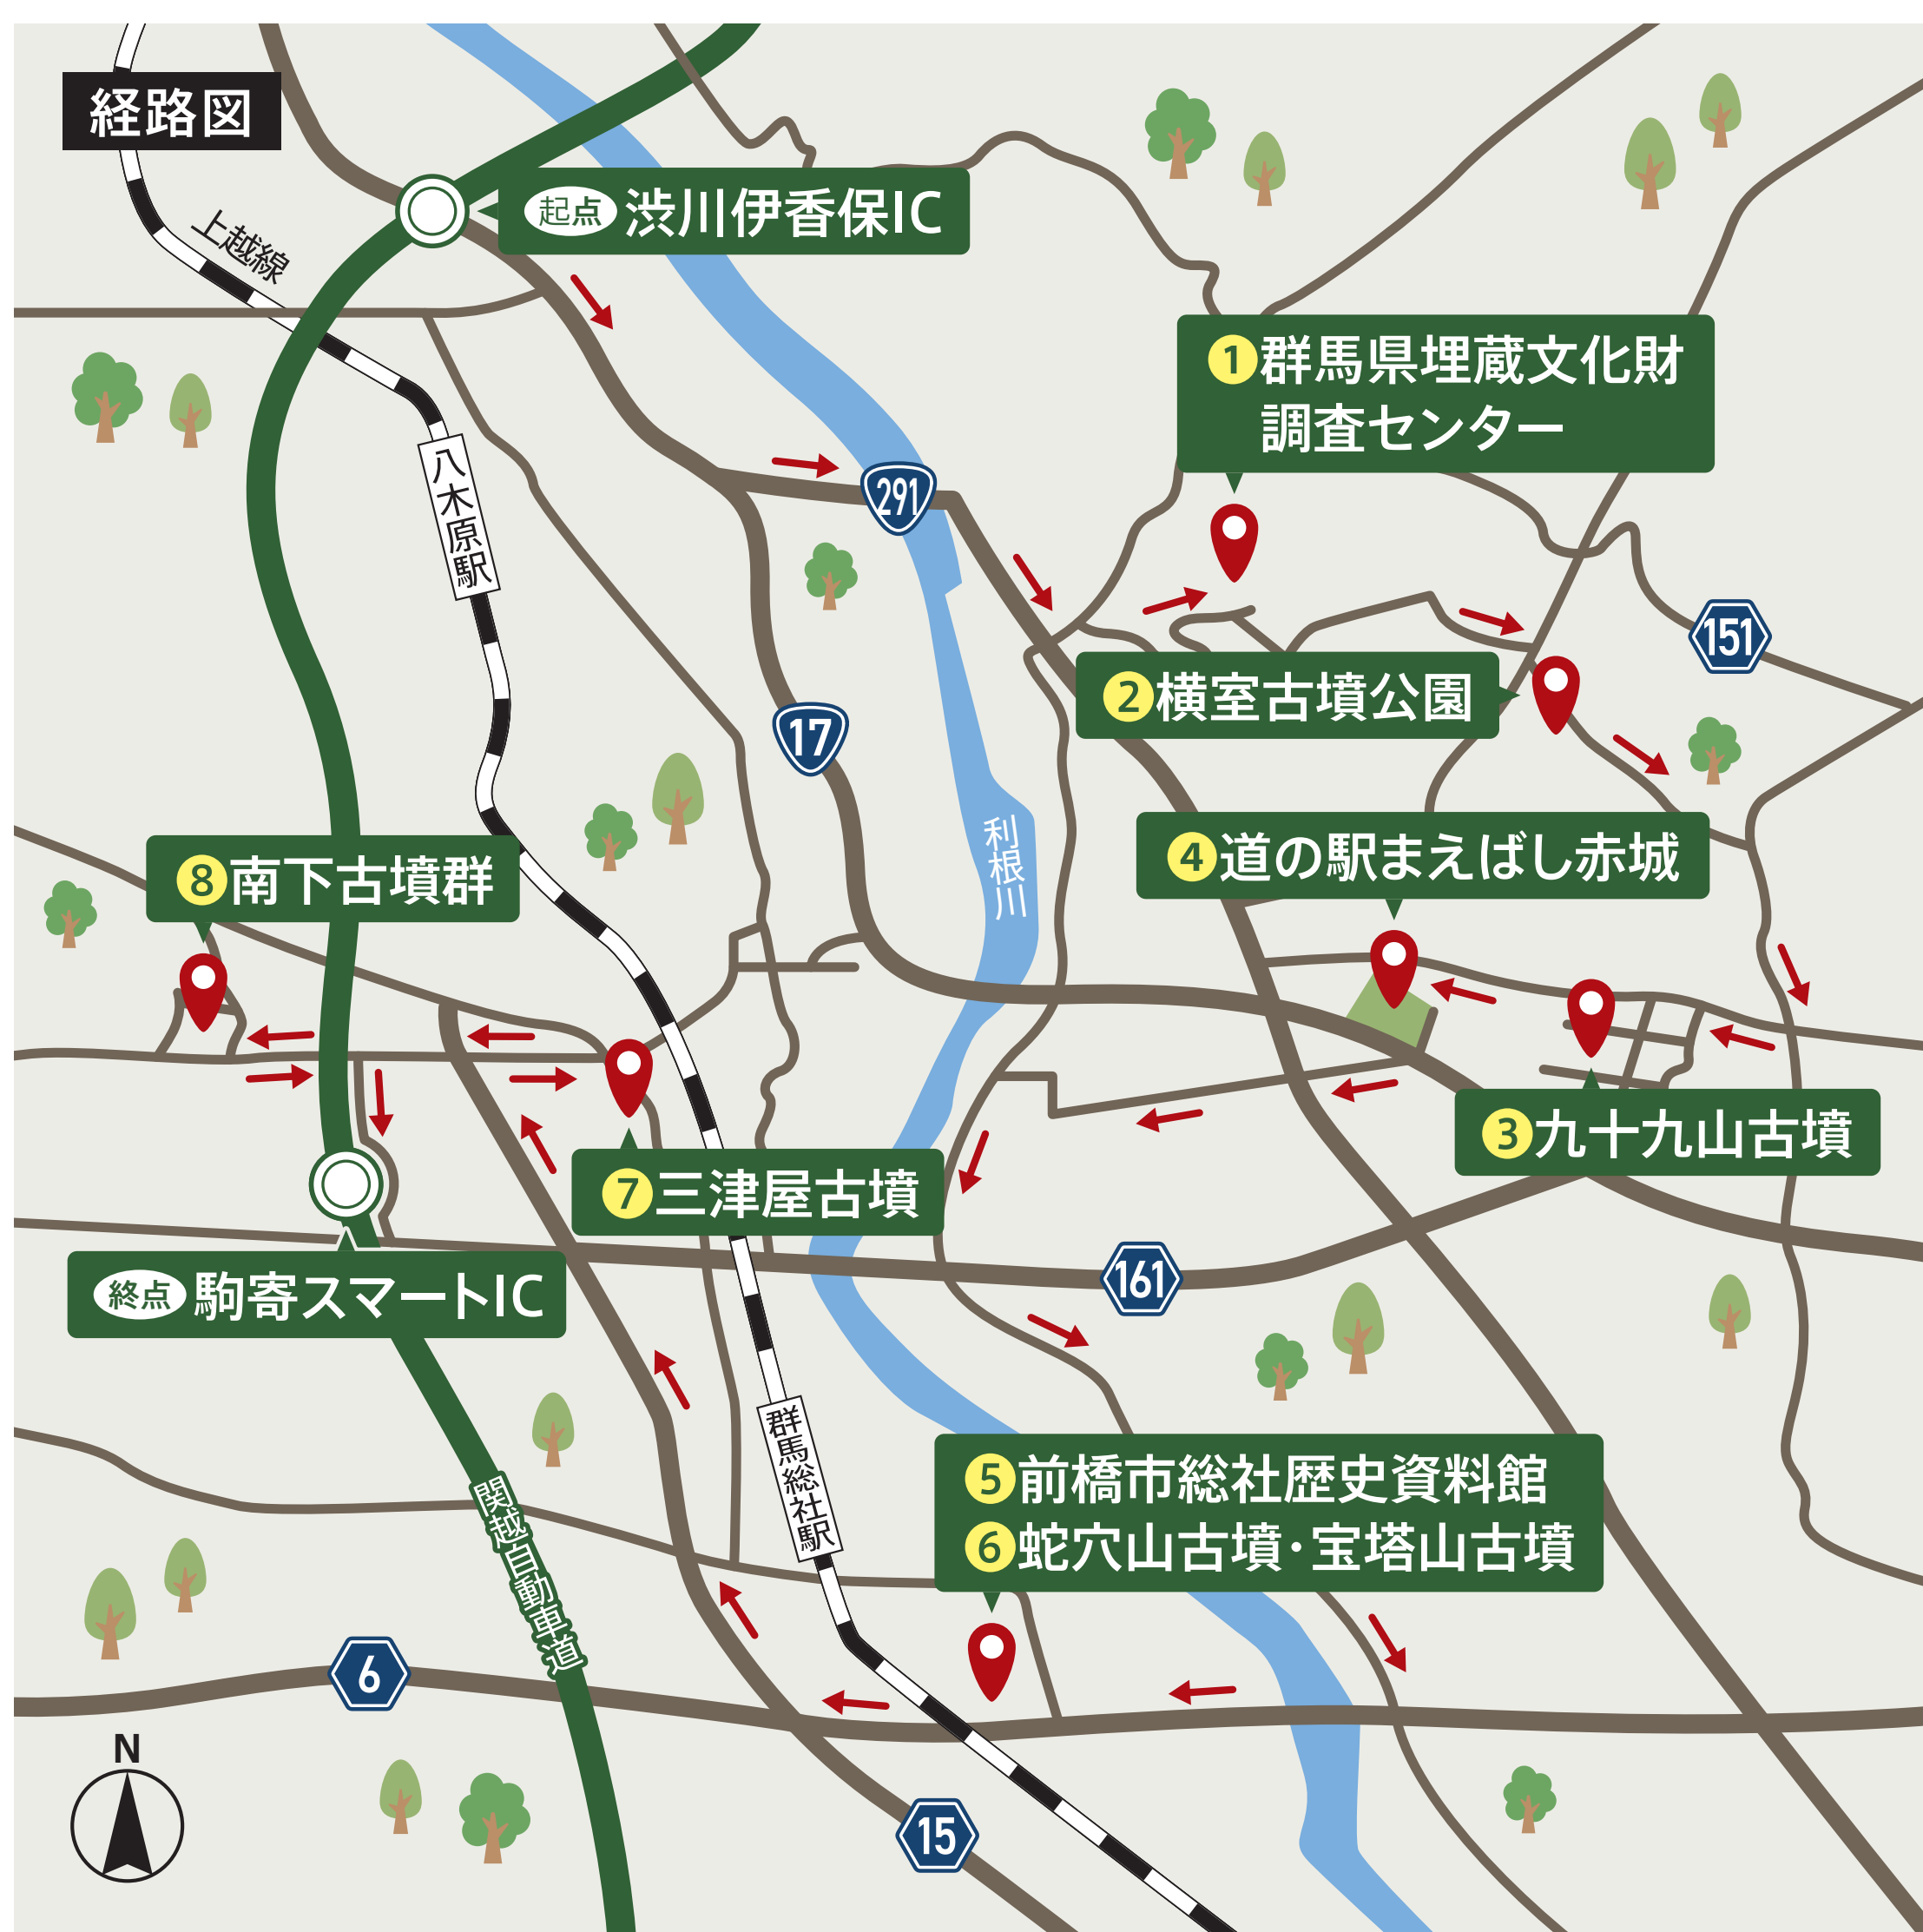 経路図
起点 渋川伊香保IC
上越線
1 群馬県埋蔵文化財
調査センター
八木原駅
291
151
2 横室古墳公園
17
利根川
4 道の駅まえばし赤城
8 南下古墳群
3 九十九山古墳
7 三津屋古墳
161
終点 駒寄スマートIC
群馬総社駅
5 前橋市総社歴史資料館
6 蛇穴山古墳・宝塔山古墳
関越自動車道
6
N
15